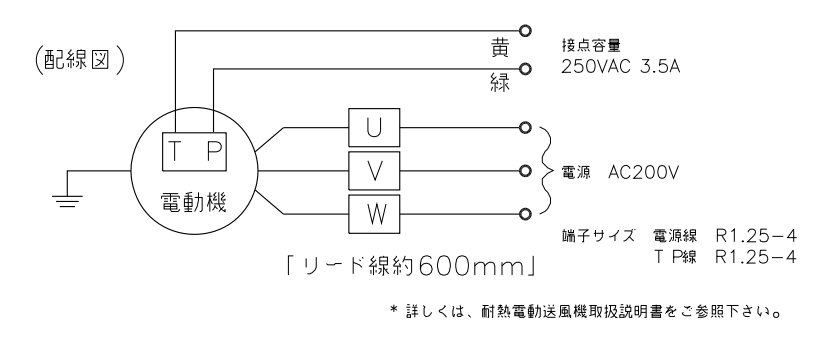 (配線図)
黄
接点容量
緑
250VAC 3.5A
T P
電動機
U
V
W
電源 AC200V
端子サイズ 電源線 R1.25-4
T P線 R1.25-4
「リード線約600mm」
* 詳しくは、耐熱電動送風機取扱説明書をご参照下さい。